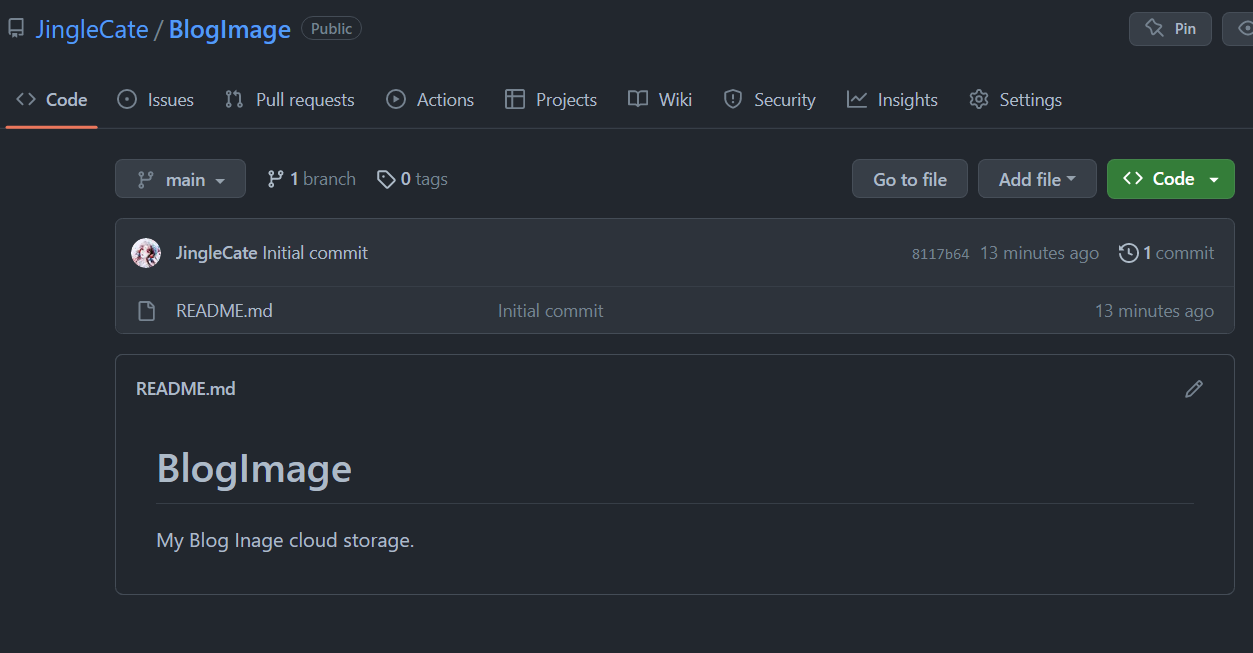 JingleCate / BlogImage Public Pin
Code Issues Pull requests Actions Projects Wiki Security Insights Settings
main 1 branch 0 tags Go to file Add file Code
JingleCate Initial commit 8117b64 13 minutes ago 1 commit
README.md Initial commit 13 minutes ago
README.md
BlogImage
My Blog Inage cloud storage.